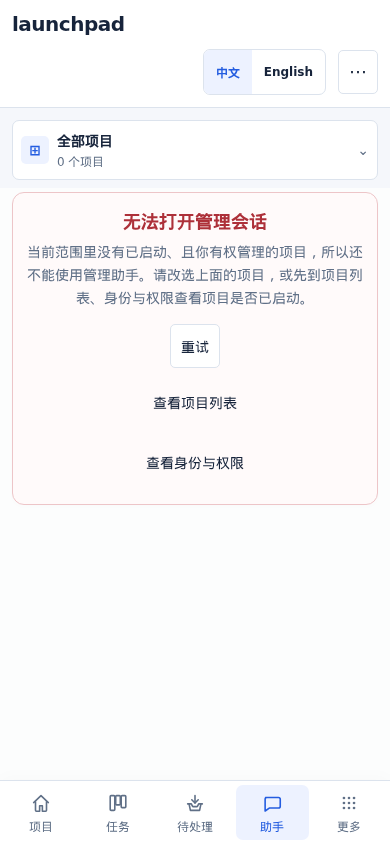 launchpad
中文 English ···
全部项目
0 个项目
无法打开管理会话
当前范围里没有已启动、且你有权管理的项目，所以还
不能使用管理助手。请改选上面的项目，或先到项目列
表、身份与权限查看项目是否已启动。
重试
查看项目列表
查看身份与权限
项目 任务 待处理 助手 更多